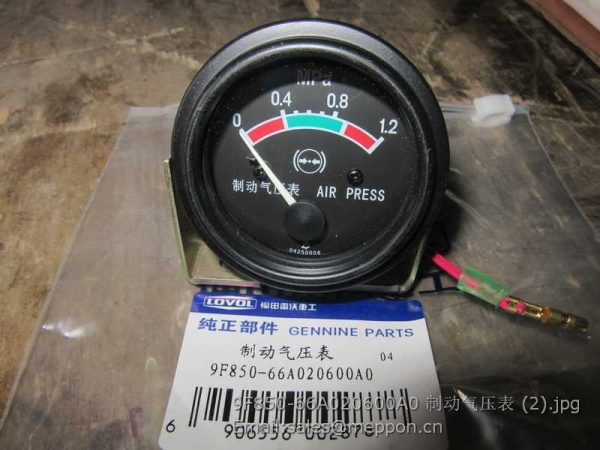 MPa
0 0.4 0.8 1.2
制动气压表 AIR PRESS
04250008
LOVOL 福田雷沃重工
纯正部件 GENNINE PARTS
制动气压表 04
9F850-66A020600A0
9F850-66A020600A0 制动气压表 (2).jpg
Email:sales@meppon.cn